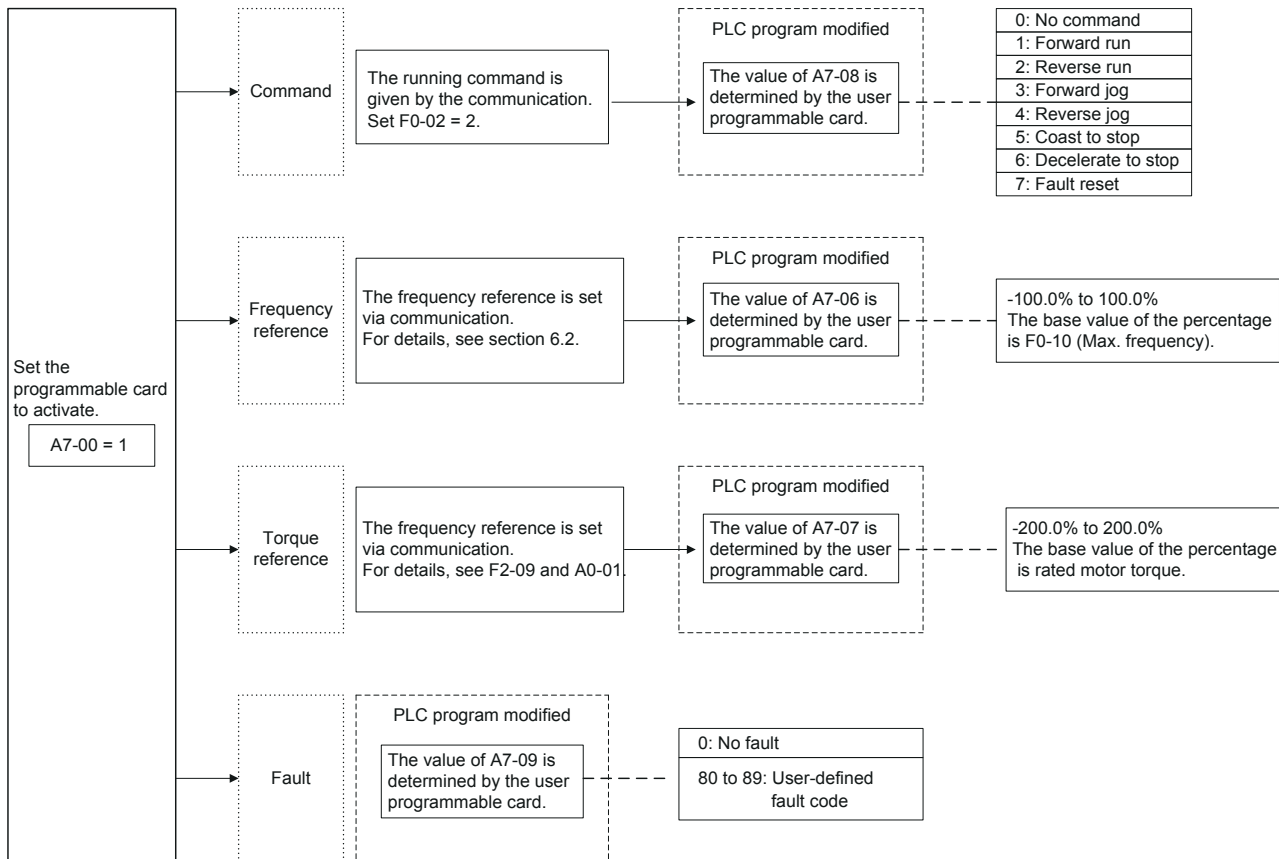 Set the
programmable card
to activate.
A7-00 = 1
Command
The running command is
given by the communication.
Set F0-02 = 2.
PLC program modified
The value of A7-08 is
determined by the user
programmable card.
0: No command
1: Forward run
2: Reverse run
3: Forward jog
4: Reverse jog
5: Coast to stop
6: Decelerate to stop
7: Fault reset
Frequency
reference
The frequency reference is set
via communication.
For details, see section 6.2.
PLC program modified
The value of A7-06 is
determined by the user
programmable card.
-100.0% to 100.0%
The base value of the percentage
is F0-10 (Max. frequency).
Torque
reference
The frequency reference is set
via communication.
For details, see F2-09 and A0-01.
PLC program modified
The value of A7-07 is
determined by the user
programmable card.
-200.0% to 200.0%
The base value of the percentage
is rated motor torque.
Fault
PLC program modified
The value of A7-09 is
determined by the user
programmable card.
0: No fault
80 to 89: User-defined
fault code